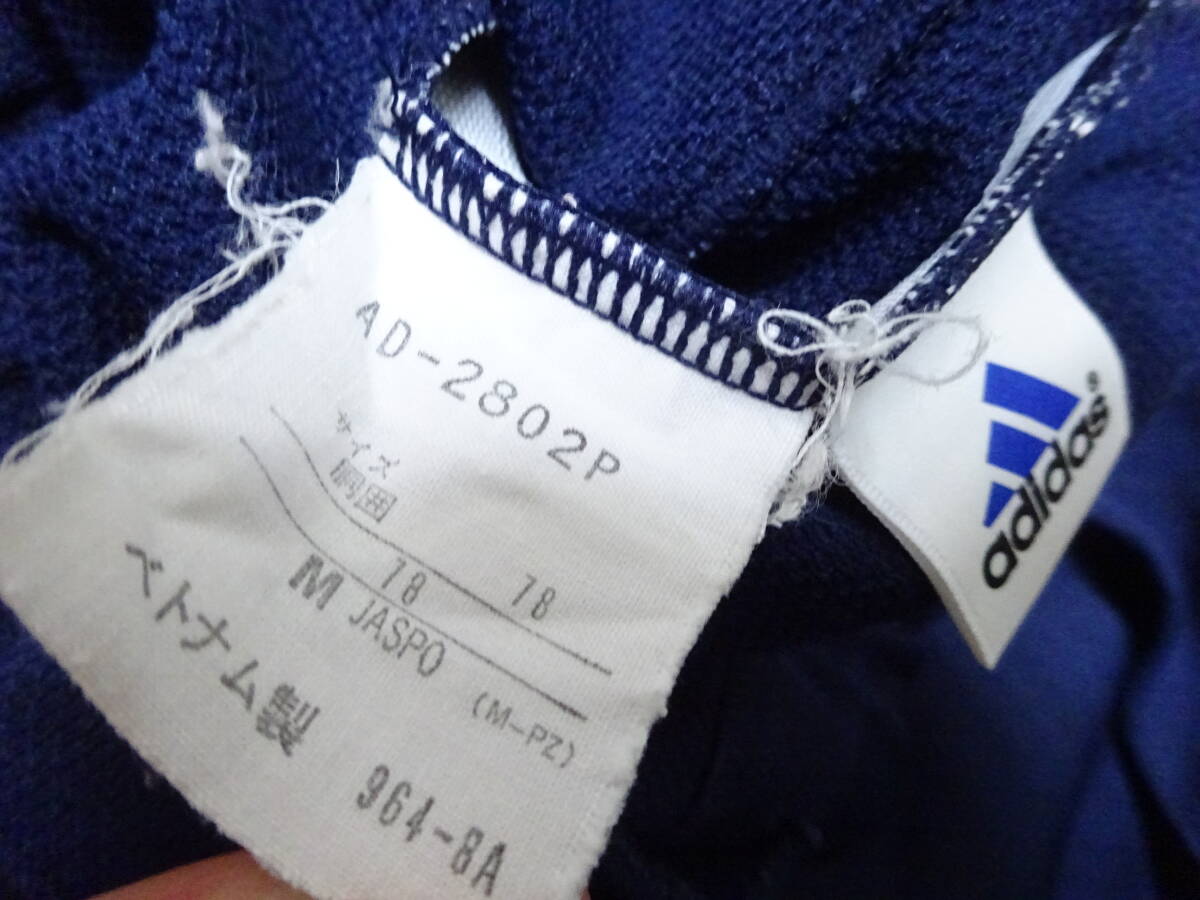 AD-2802P
サイズ
胴囲
78 78
M JASPO
(M-PZ)
ベトナム製
964-8A
adidas®